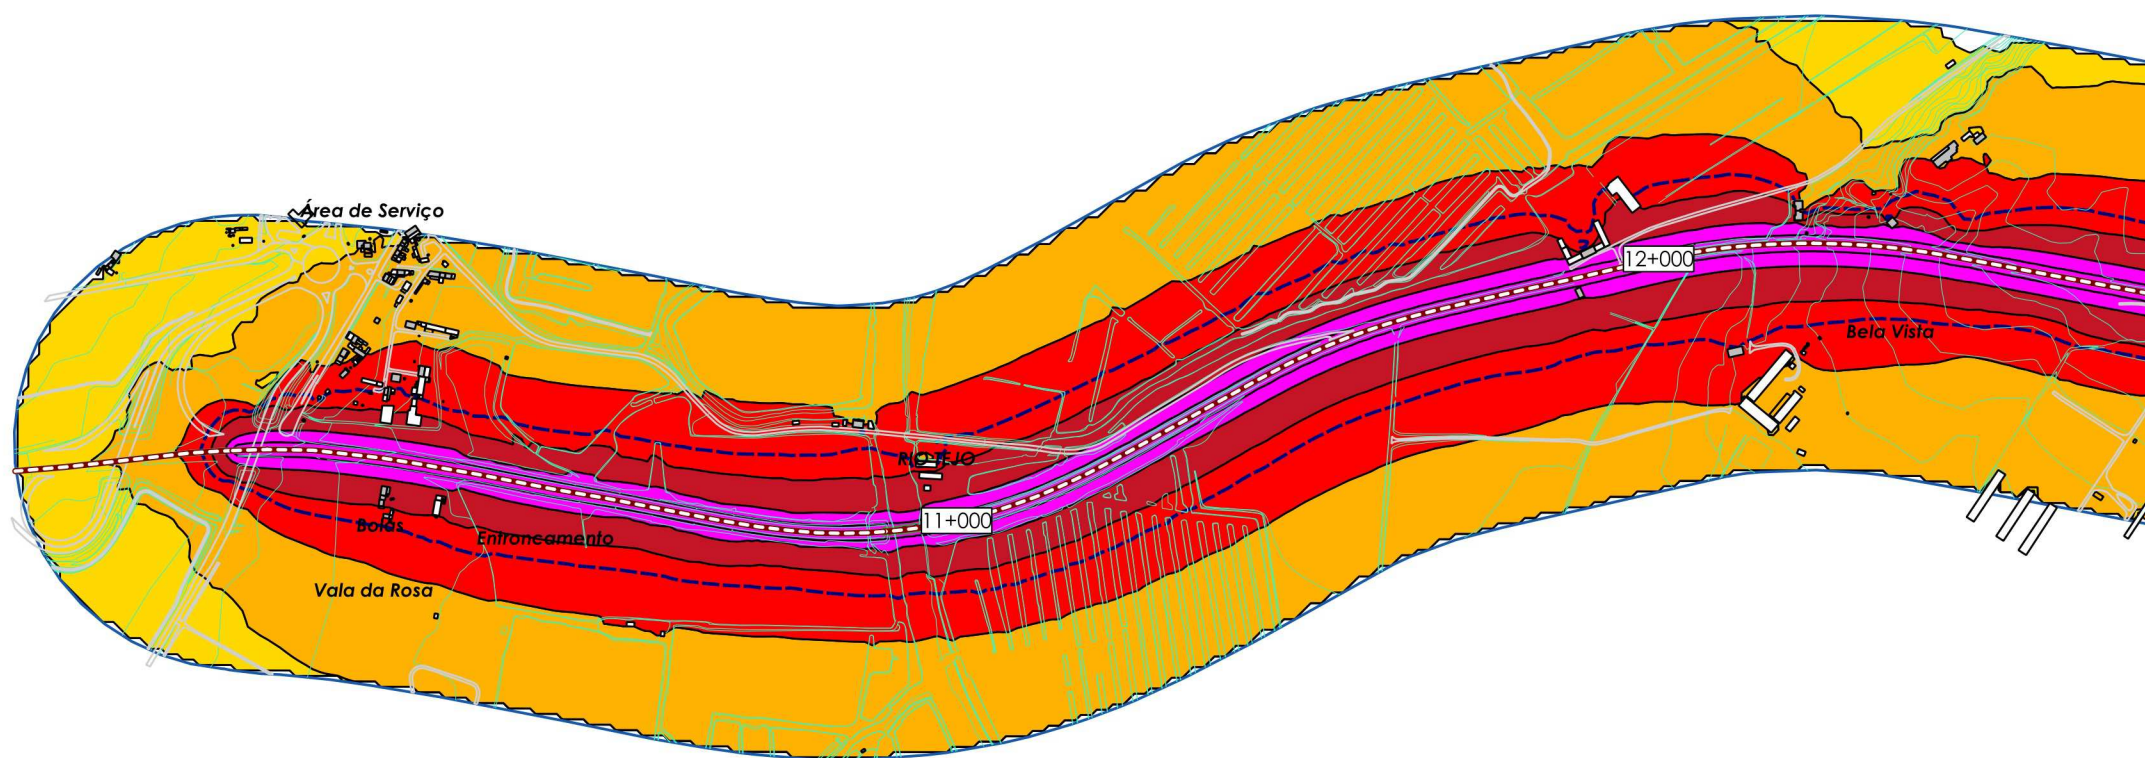 Área de Serviço
12+000
Bela Vista
RIO TEJO
11+000
Bolas
Entroncamento
Vala da Rosa